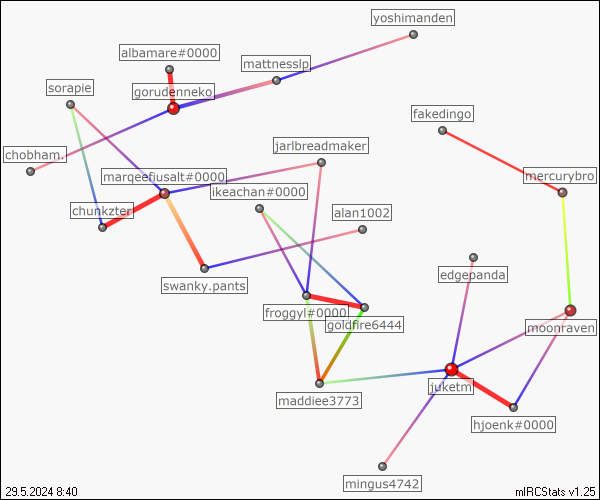 yoshimanden
albamare#0000
mattnesslp
sorapie
gorudenneko
fakedingo
chobham.
jarlbreadmaker
marqeefiusalt#0000
mercurybro
ikeachan#0000
chunkzter
alan1002
edgepanda
swanky.pants
froggyl#0000
goldfire6444
moonraven
juketm
maddiee3773
hjoenk#0000
mingus4742
29.5.2024 8:40
mIRCStats v1.25